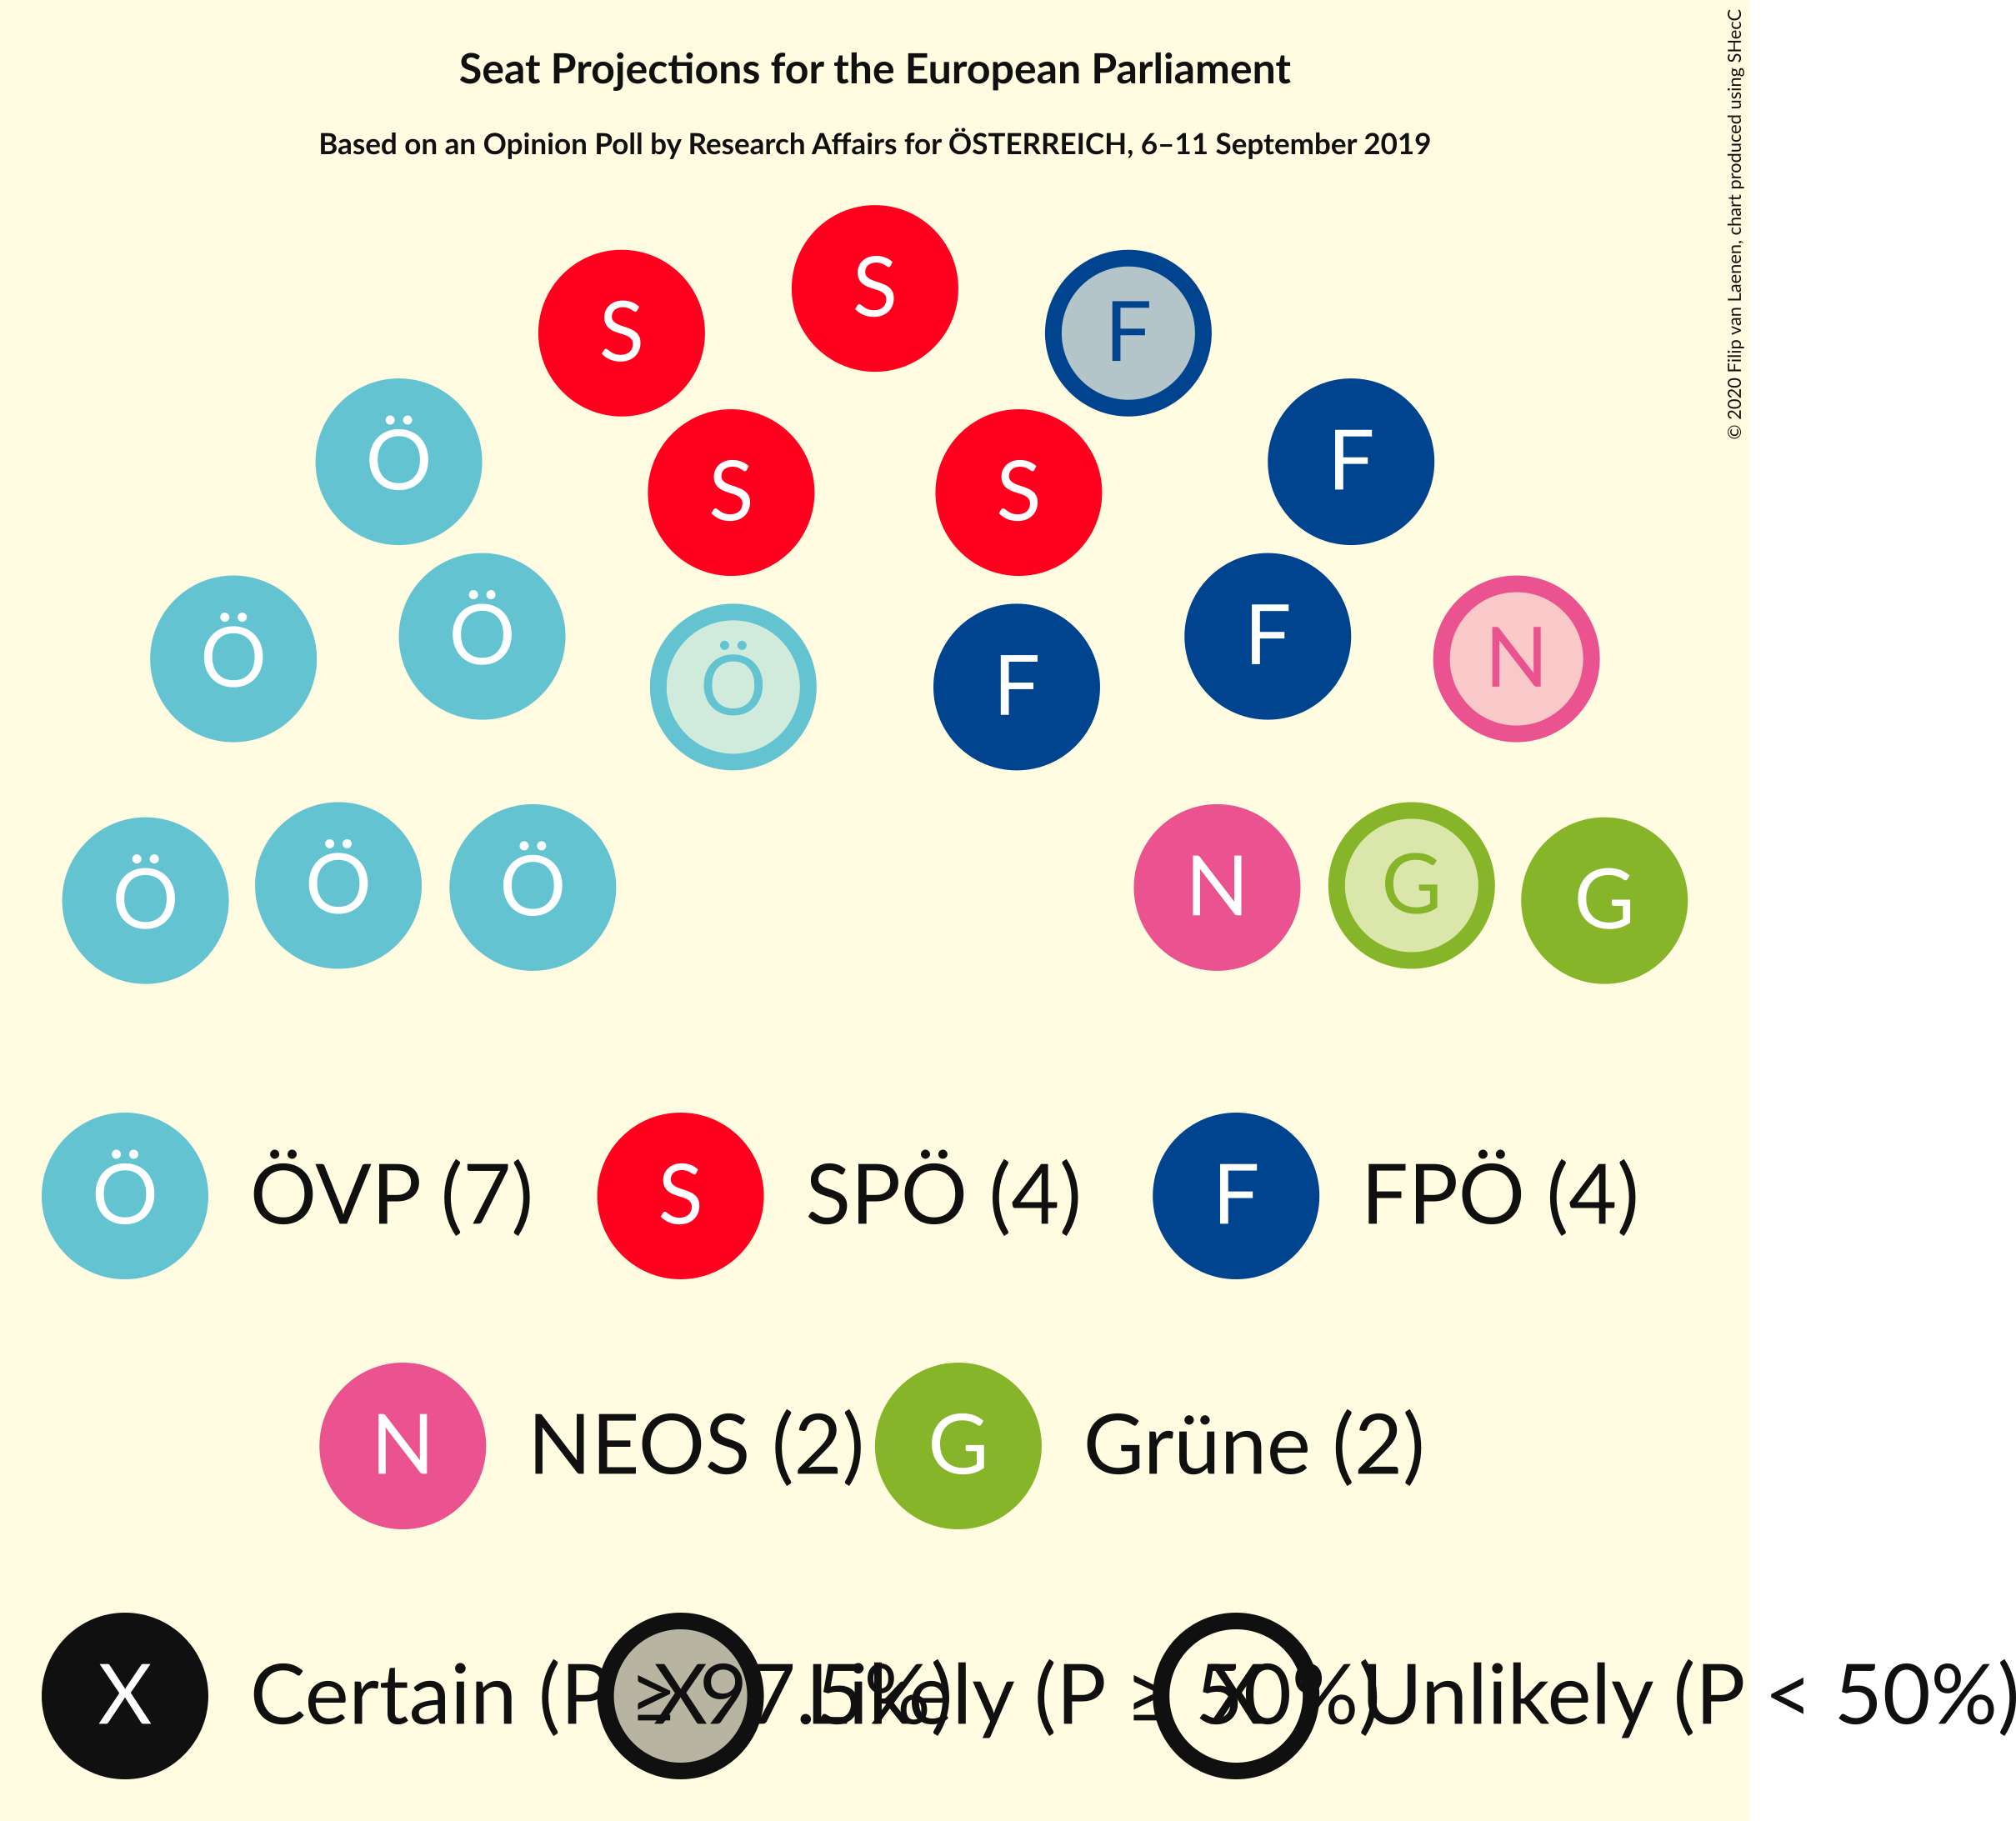 Seat Projections for the European Parliament
Based on an Opinion Poll by Research Affairs for ÖSTERREICH, 6–11 September 2019
© 2020 Filip van Laenen, chart produced using SHecC
S
S F
Ö F
S S
Ö Ö F N
Ö F
Ö Ö Ö N G G
Ö ÖVP (7) S SPÖ (4) F FPÖ (4)
N NEOS (2) G Grüne (2)
X Certain (P ≥ 97.5%) X Likely (P ≥ 50%) X Unlikely (P < 50%)